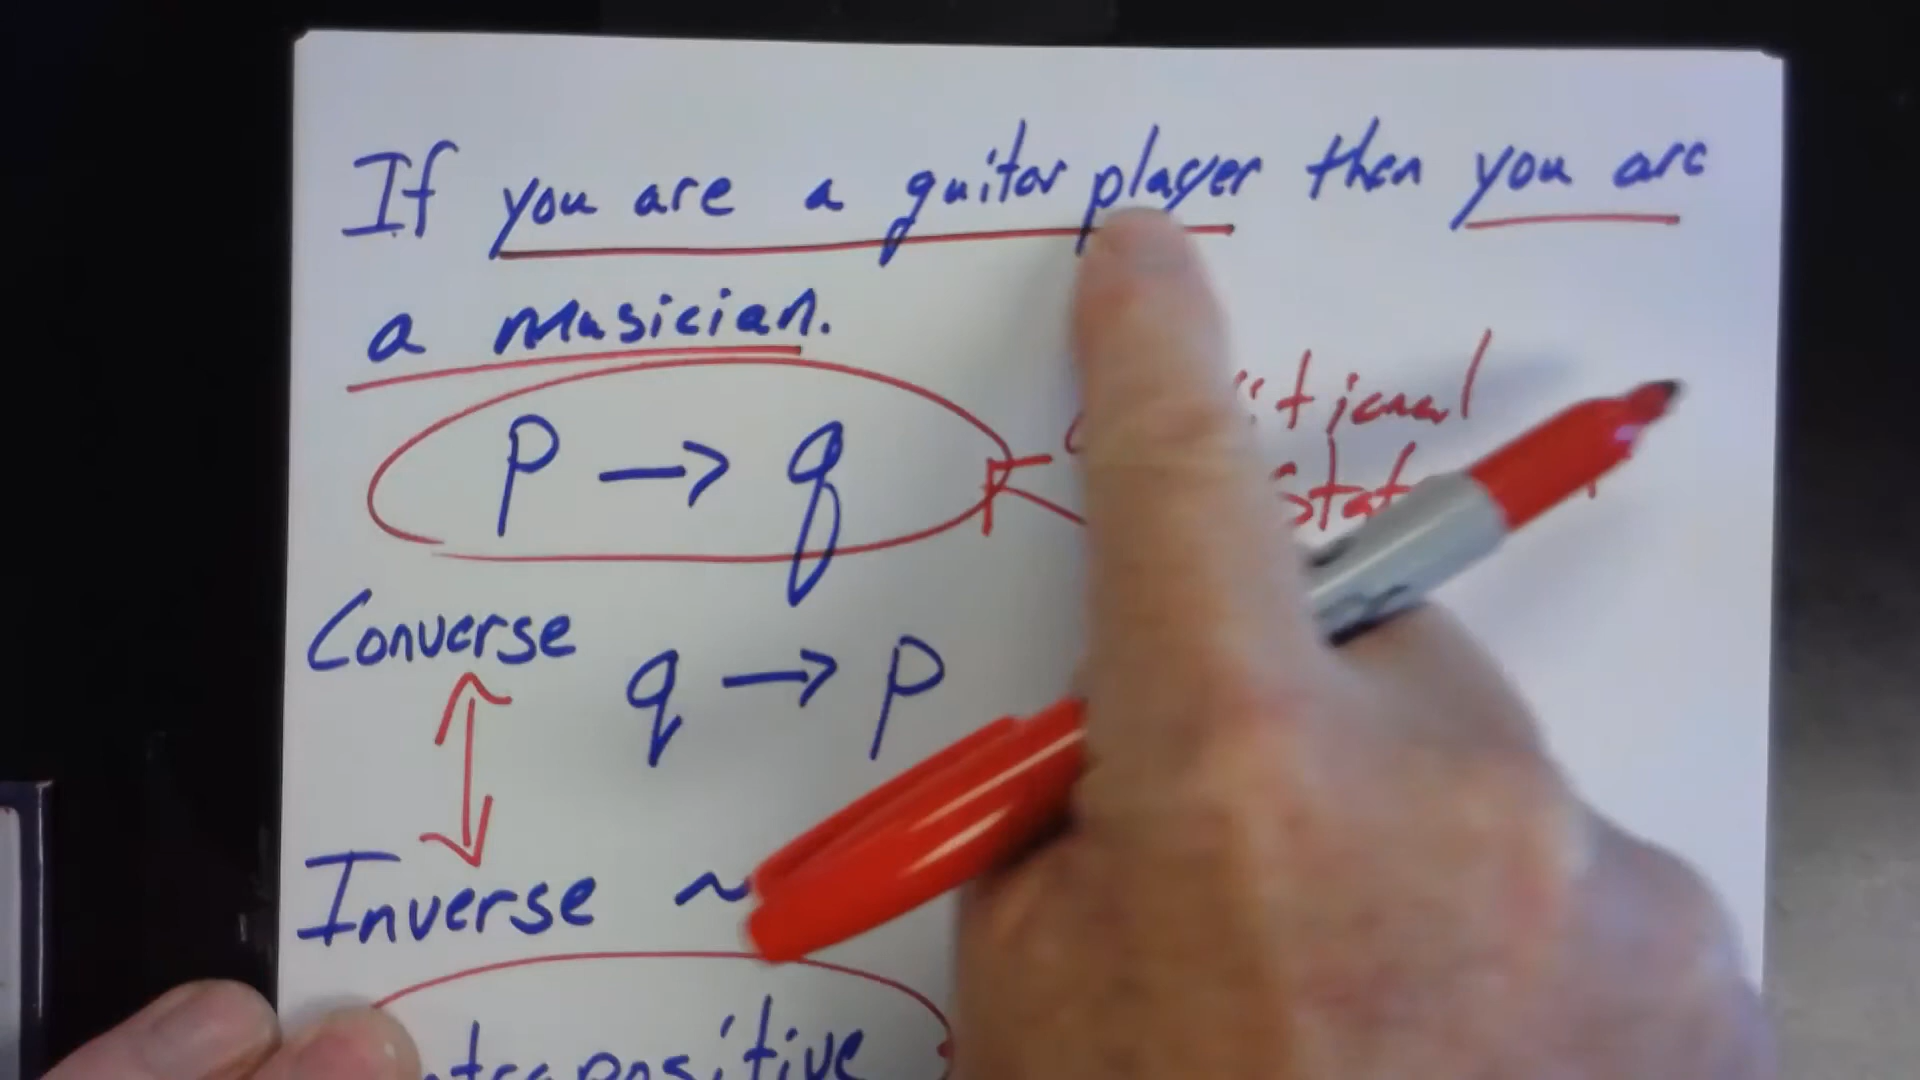 If you are a guitar player then you are
a musician.
p → q
Converse
q → p
Inverse ~